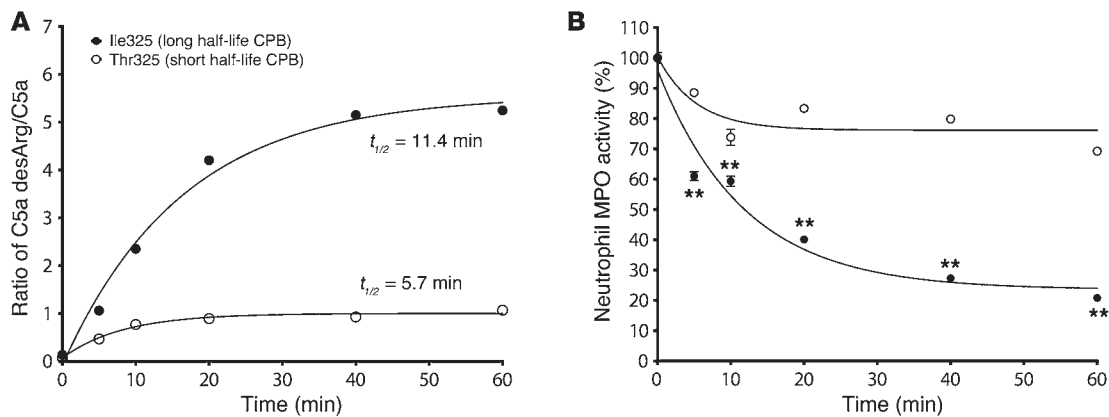 A
Ratio of C5a desArg/C5a
7
6
5
4
3
2
1
0
Ile325 (long half-life CPB)
Thr325 (short half-life CPB)
t1/2 = 11.4 min
t1/2 = 5.7 min
0 10 20 30 40 50 60
Time (min)
B
Neutrophil MPO activity (%)
110
100
90
80
70
60
50
40
30
20
10
0
**
**
**
**
**
0 10 20 30 40 50 60
Time (min)